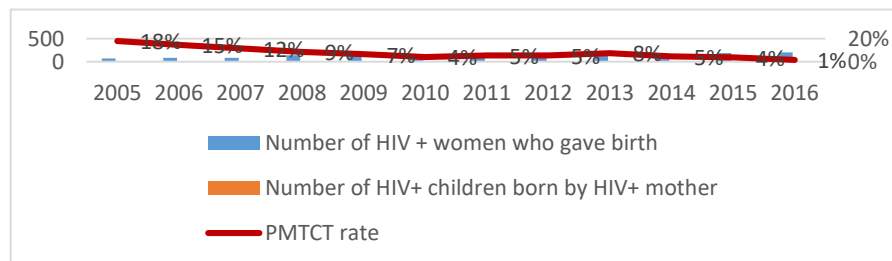 500 20%
18% 15% 12% 9% 7% 4% 5% 5% 8% 5% 4% 1%
0 0%
2005 2006 2007 2008 2009 2010 2011 2012 2013 2014 2015 2016
Number of HIV + women who gave birth
Number of HIV+ children born by HIV+ mother
PMTCT rate